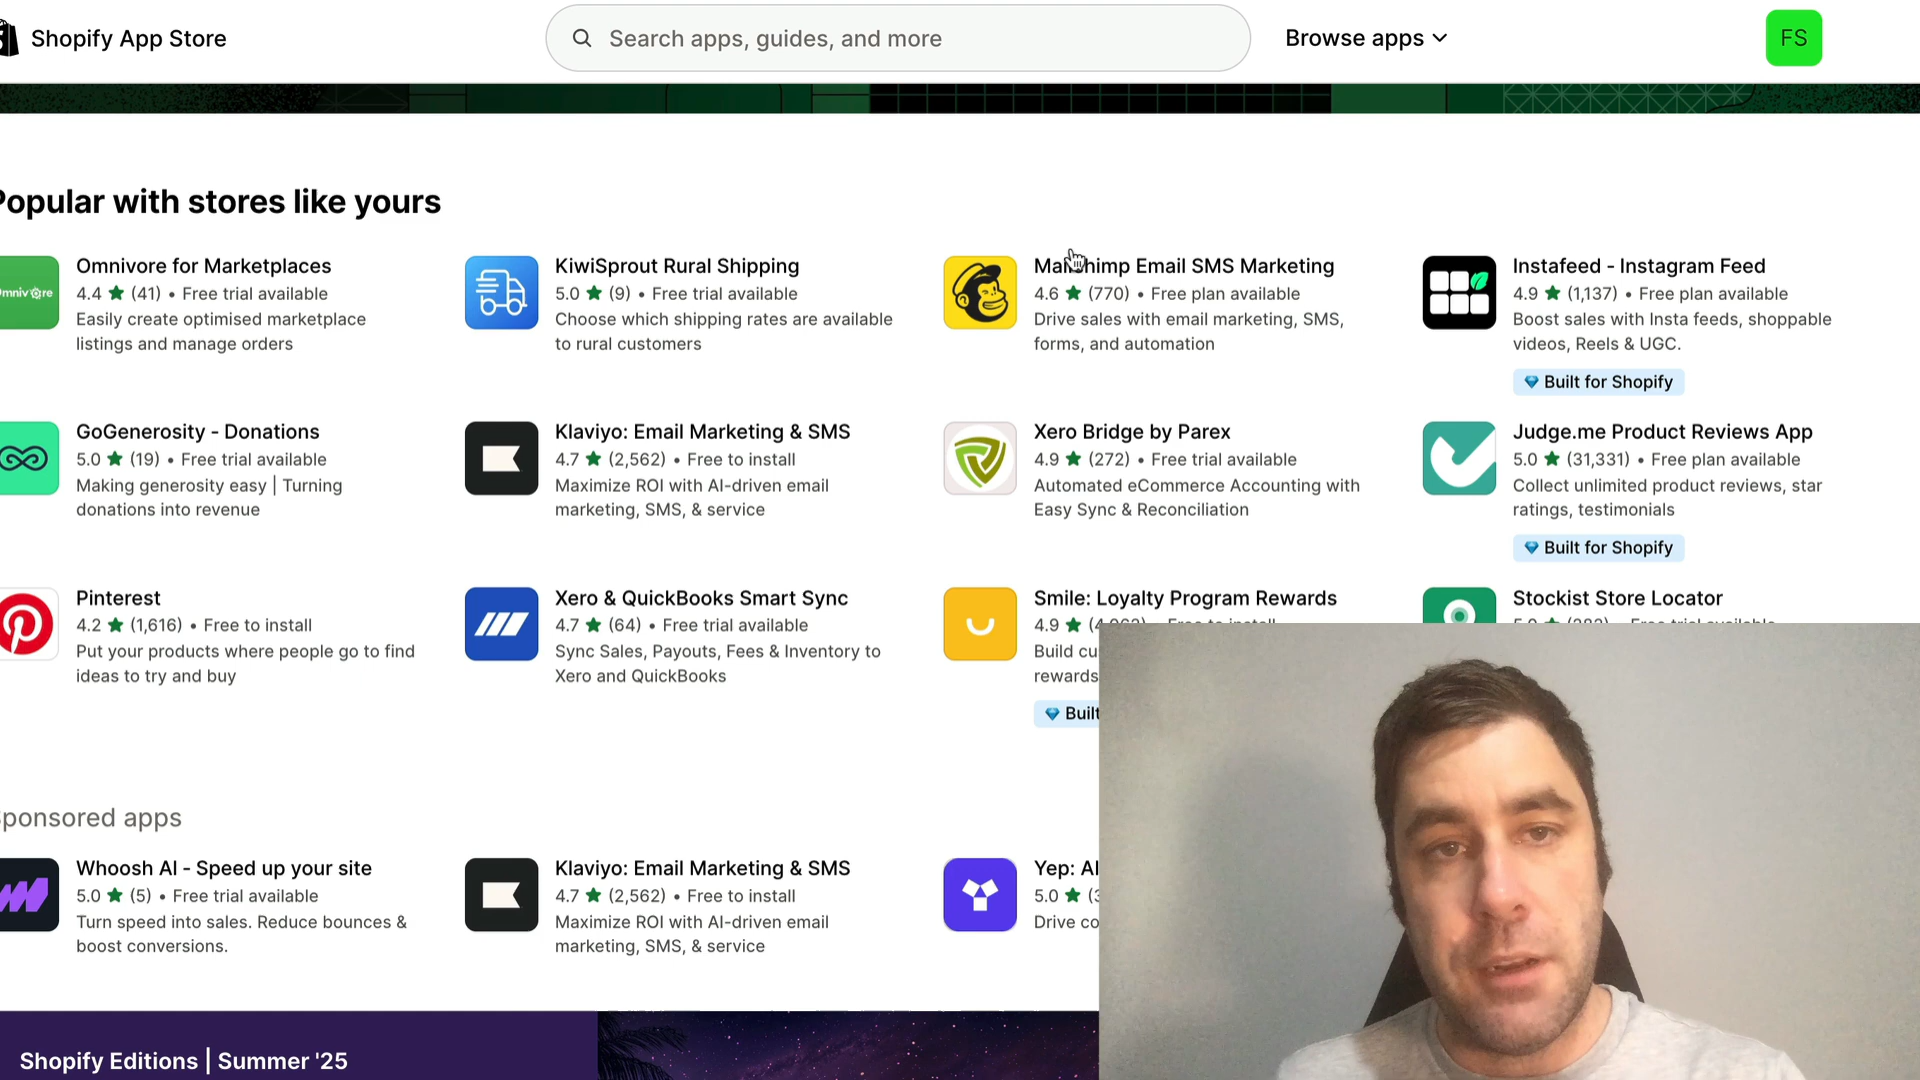 Shopify App Store
Search apps, guides, and more
Browse apps
FS
Popular with stores like yours
Omnivore for Marketplaces
4.4 ★ (41) • Free trial available
Easily create optimised marketplace
listings and manage orders
KiwiSprout Rural Shipping
5.0 ★ (9) • Free trial available
Choose which shipping rates are available
to rural customers
Mailchimp Email SMS Marketing
4.6 ★ (770) • Free plan available
Drive sales with email marketing, SMS,
forms, and automation
Instafeed - Instagram Feed
4.9 ★ (1,137) • Free plan available
Boost sales with Insta feeds, shoppable
videos, Reels & UGC.
Built for Shopify
GoGenerosity - Donations
5.0 ★ (19) • Free trial available
Making generosity easy | Turning
donations into revenue
Klaviyo: Email Marketing & SMS
4.7 ★ (2,562) • Free to install
Maximize ROI with AI-driven email
marketing, SMS, & service
Xero Bridge by Parex
4.9 ★ (272) • Free trial available
Automated eCommerce Accounting with
Easy Sync & Reconciliation
Judge.me Product Reviews App
5.0 ★ (31,331) • Free plan available
Collect unlimited product reviews, star
ratings, testimonials
Built for Shopify
Pinterest
4.2 ★ (1,616) • Free to install
Put your products where people go to find
ideas to try and buy
Xero & QuickBooks Smart Sync
4.7 ★ (64) • Free trial available
Sync Sales, Payouts, Fees & Inventory to
Xero and QuickBooks
Smile: Loyalty Program Rewards
4.9 ★
Build
rewards
Built
Stockist Store Locator
Sponsored apps
Whoosh AI - Speed up your site
5.0 ★ (5) • Free trial available
Turn speed into sales. Reduce bounces &
boost conversions.
Klaviyo: Email Marketing & SMS
4.7 ★ (2,562) • Free to install
Maximize ROI with AI-driven email
marketing, SMS, & service
Yep: AI
5.0 ★
Drive
Shopify Editions | Summer '25